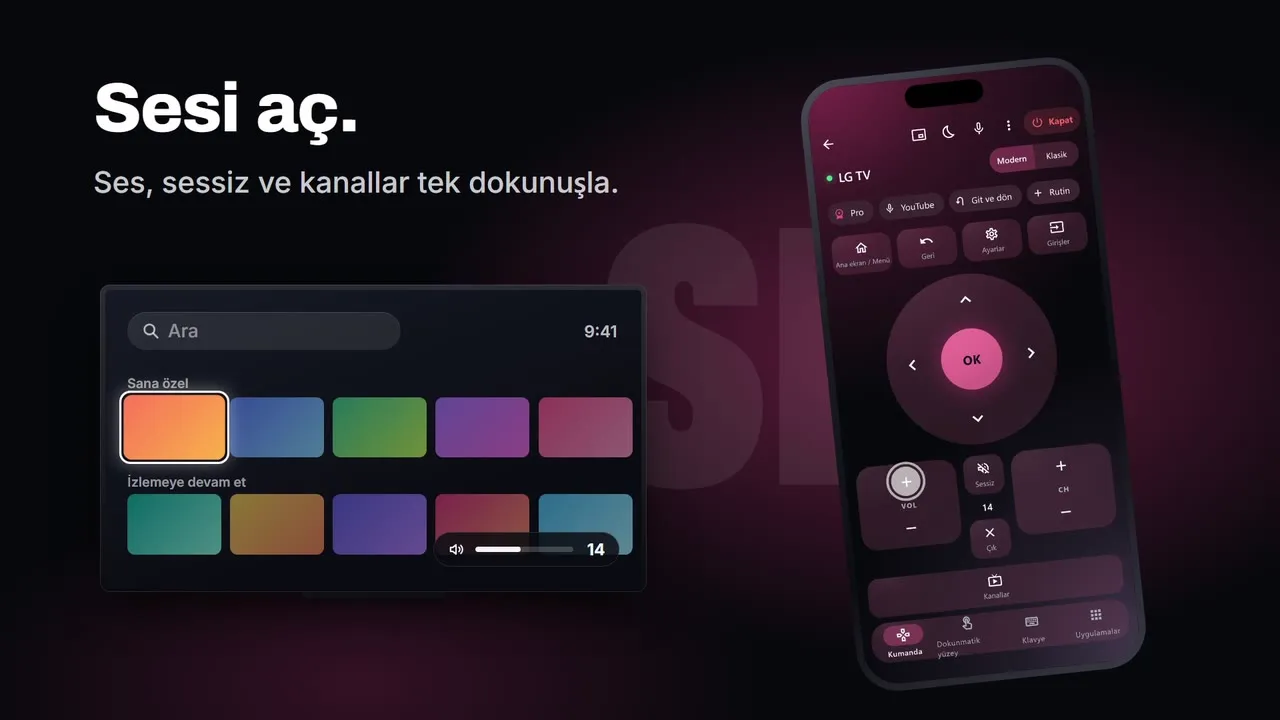 Sesi aç.
Ses, sessiz ve kanallar tek dokunuşla.
Ara
9:41
Sana özel
İzlemeye devam et
14
Kapat
LG TV
Modern
Klasik
Pro
YouTube
Git ve dön
Rutin
Ana ekran / Menü
Geri
Ayarlar
Girişler
OK
+
VOL
−
Sessiz
14
Çık
+
CH
−
Kanallar
Kumanda
Dokunmatik
yüzey
Klavye
Uygulamalar